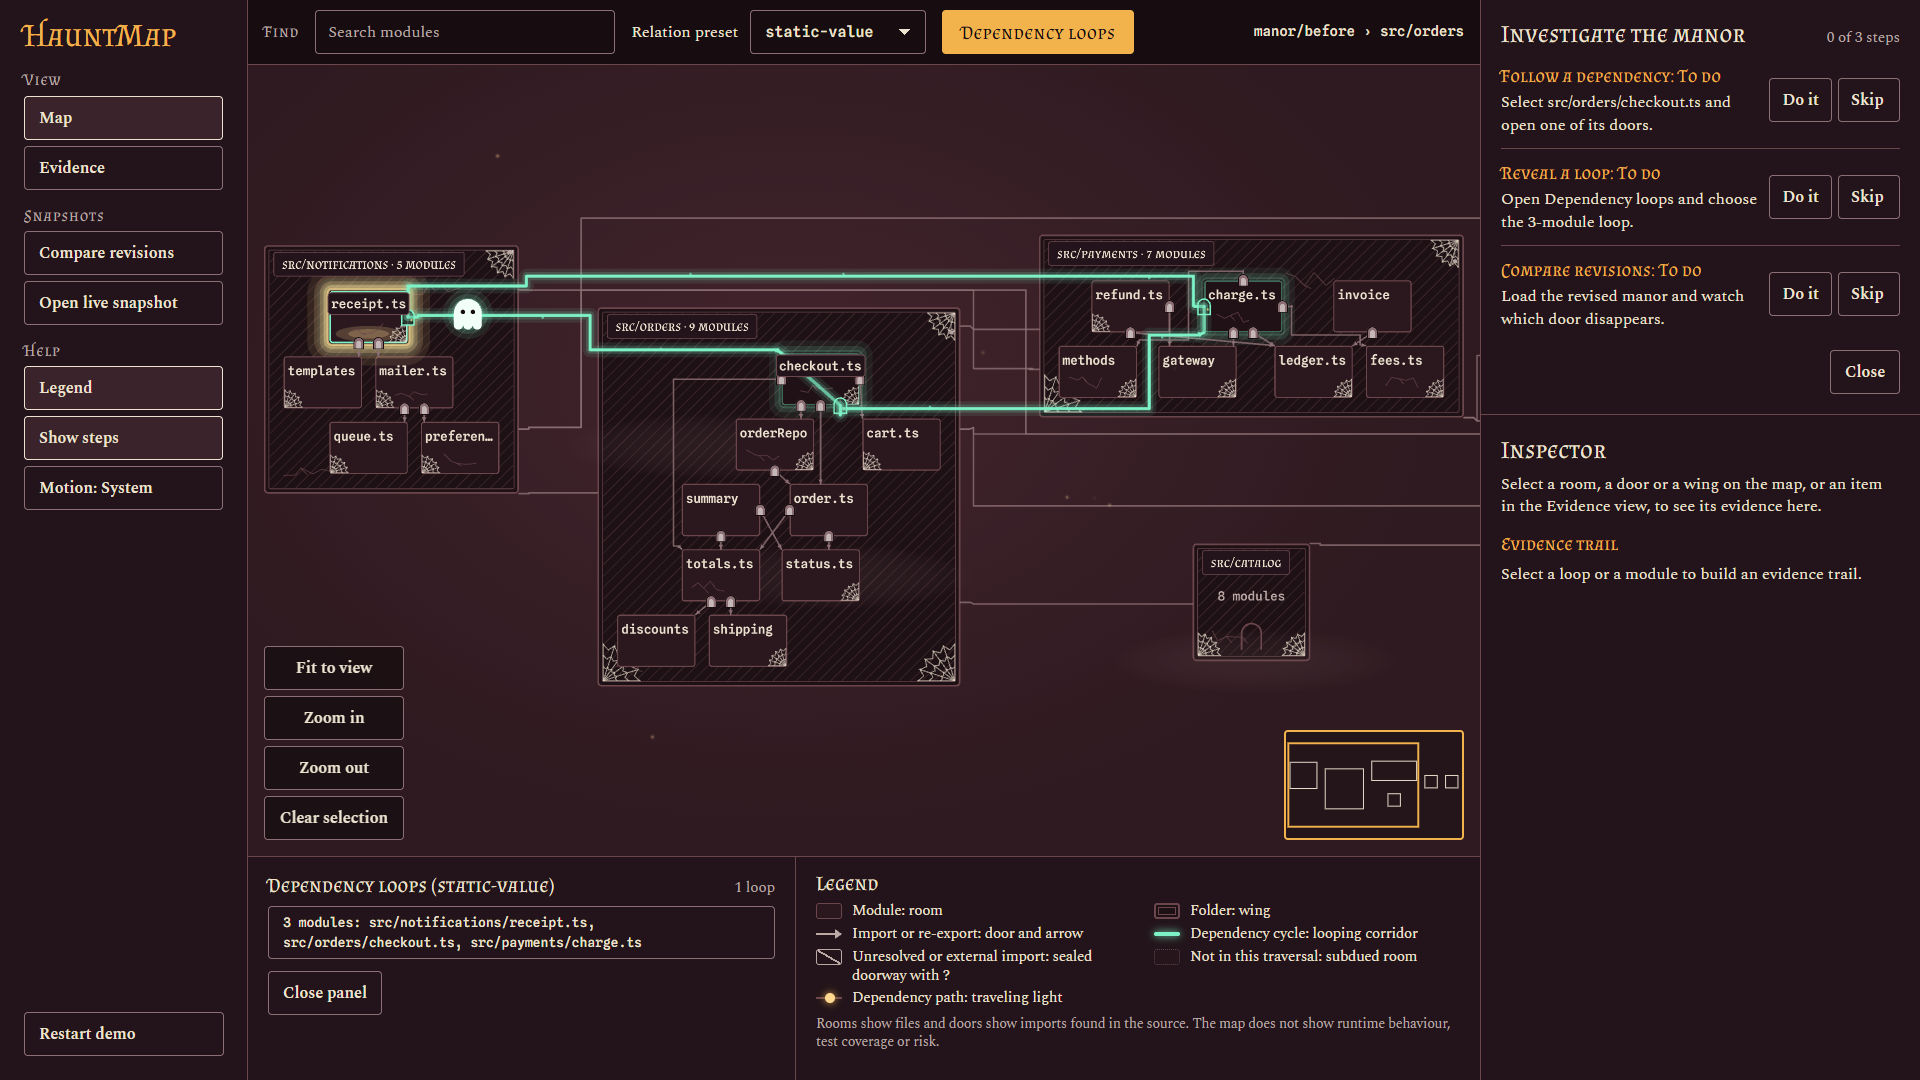 HauntMap
View
Map
Evidence
Snapshots
Compare revisions
Open live snapshot
Help
Legend
Show steps
Motion: System
Restart demo
Find
Search modules
Relation preset
static-value
Dependency loops
manor/before › src/orders
src/notifications · 5 modules
receipt.ts
templates
mailer.ts
queue.ts
preferen…
src/orders · 9 modules
checkout.ts
orderRepo
cart.ts
summary
order.ts
totals.ts
status.ts
discounts
shipping
src/payments · 7 modules
refund.ts
charge.ts
invoice
methods
gateway
ledger.ts
fees.ts
src/catalog
8 modules
Fit to view
Zoom in
Zoom out
Clear selection
Dependency loops (static-value)
1 loop
3 modules: src/notifications/receipt.ts,
src/orders/checkout.ts, src/payments/charge.ts
Close panel
Legend
Module: room
Folder: wing
Import or re-export: door and arrow
Dependency cycle: looping corridor
Unresolved or external import: sealed
doorway with ?
Not in this traversal: subdued room
Dependency path: traveling light
Rooms show files and doors show imports found in the source. The map does not show runtime behaviour,
test coverage or risk.
Investigate the manor
0 of 3 steps
Follow a dependency: To do
Select src/orders/checkout.ts and
open one of its doors.
Do it
Skip
Reveal a loop: To do
Open Dependency loops and choose
the 3-module loop.
Do it
Skip
Compare revisions: To do
Load the revised manor and watch
which door disappears.
Do it
Skip
Close
Inspector
Select a room, a door or a wing on the map, or an item
in the Evidence view, to see its evidence here.
Evidence trail
Select a loop or a module to build an evidence trail.